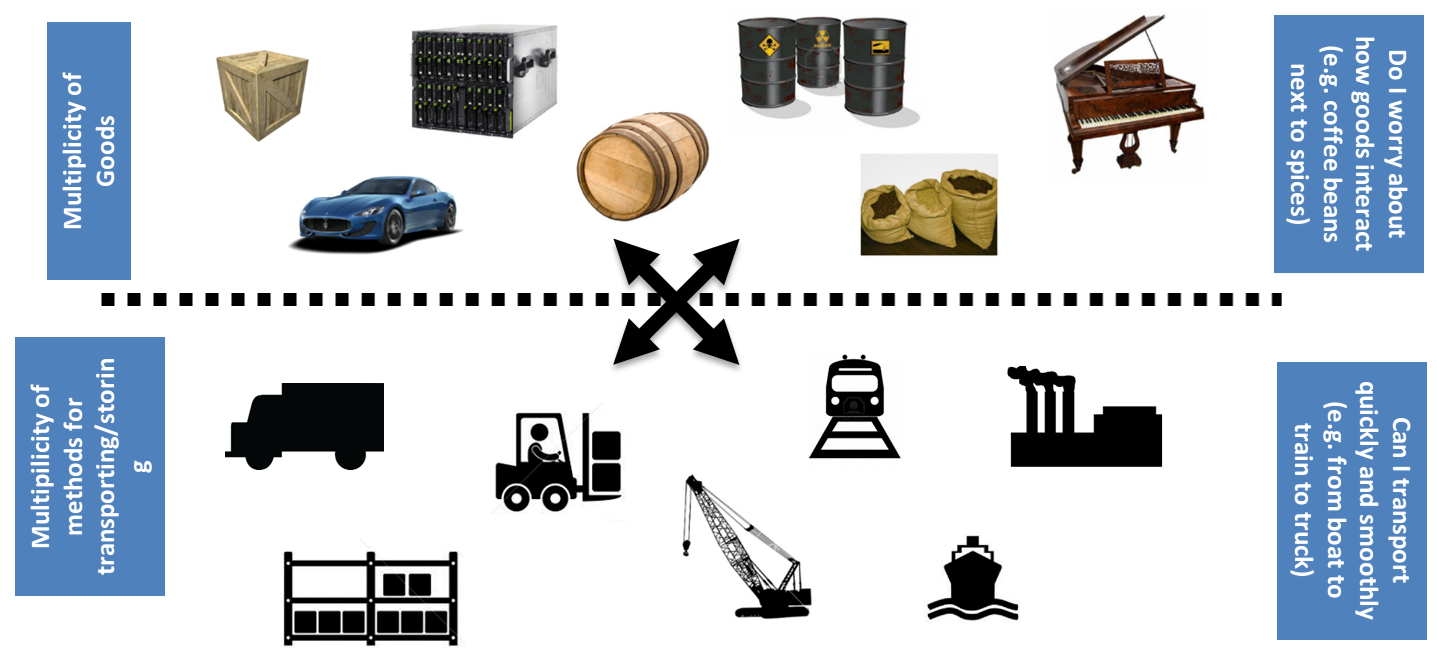 Multiplicity of
Goods
Do I worry about
how goods interact
(e.g. coffee beans
next to spices)
Multipilicity of
methods for
transporting/storin
g
Can I transport
quickly and smoothly
(e.g. from boat to
train to truck)